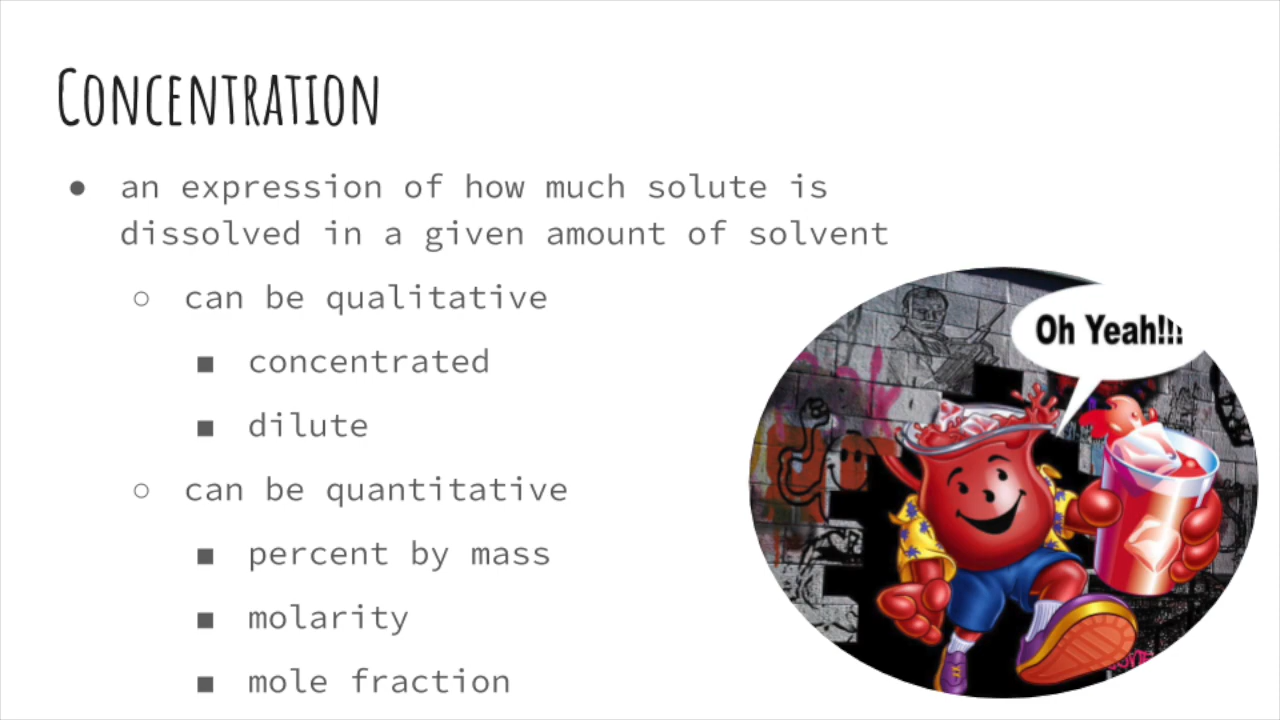 Concentration
● an expression of how much solute is
dissolved in a given amount of solvent
○ can be qualitative
■ concentrated
■ dilute
○ can be quantitative
■ percent by mass
■ molarity
■ mole fraction
Oh Yeah!!!